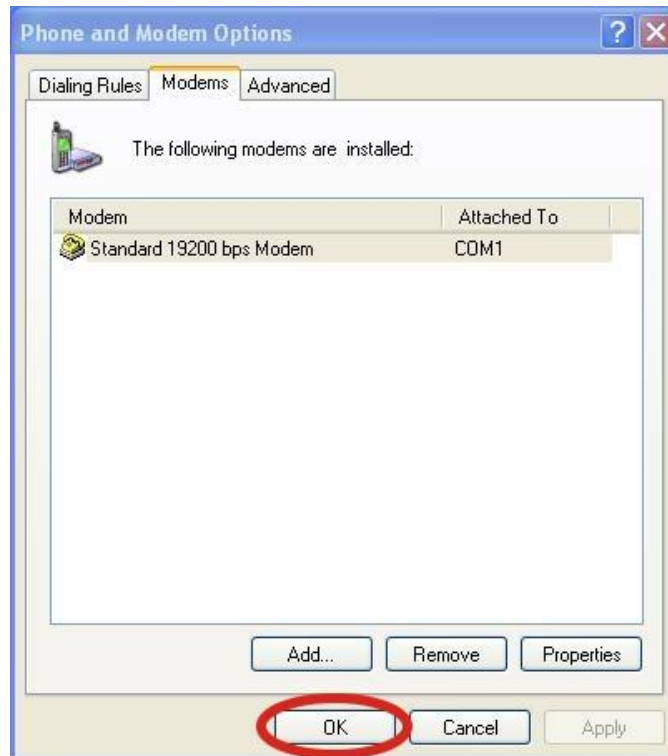 Phone and Modem Options
Dialing Rules Modems Advanced
The following modems are installed:
Modem Attached To
Standard 19200 bps Modem COM1
Add... Remove Properties
OK Cancel Apply